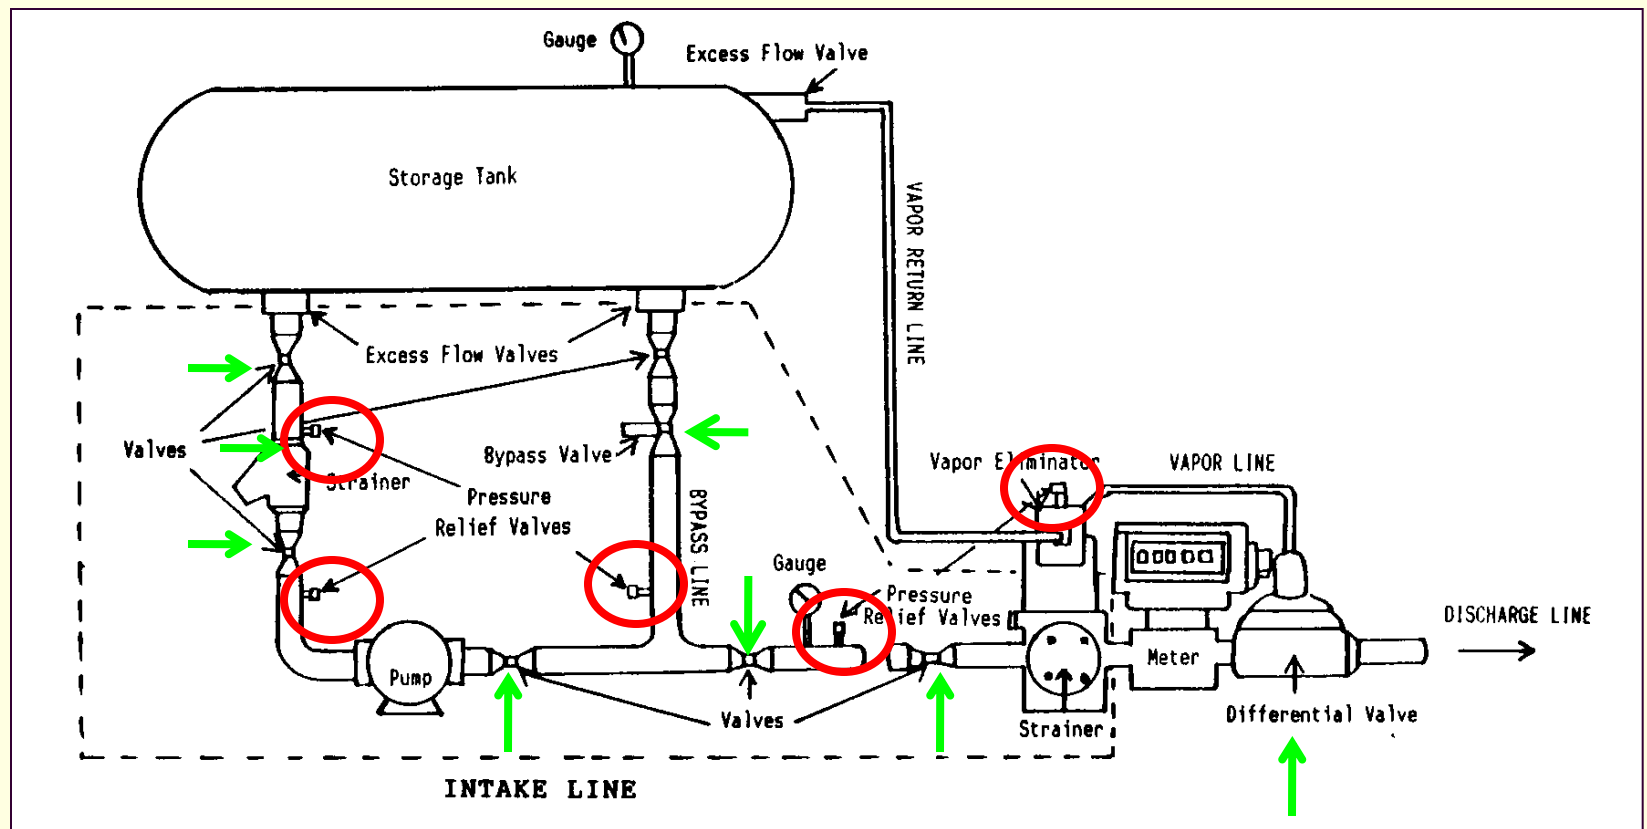 Gauge
Excess Flow Valve
Storage Tank
VAPOR RETURN LINE
Excess Flow Valves
Valves
Bypass Valve
Strainer
Pressure
Relief Valves
BYPASS LINE
Vapor Eliminator
VAPOR LINE
Gauge
Pressure
Relief Valves
Pump
Valves
Strainer
Meter
00000
Differential Valve
DISCHARGE LINE
INTAKE LINE